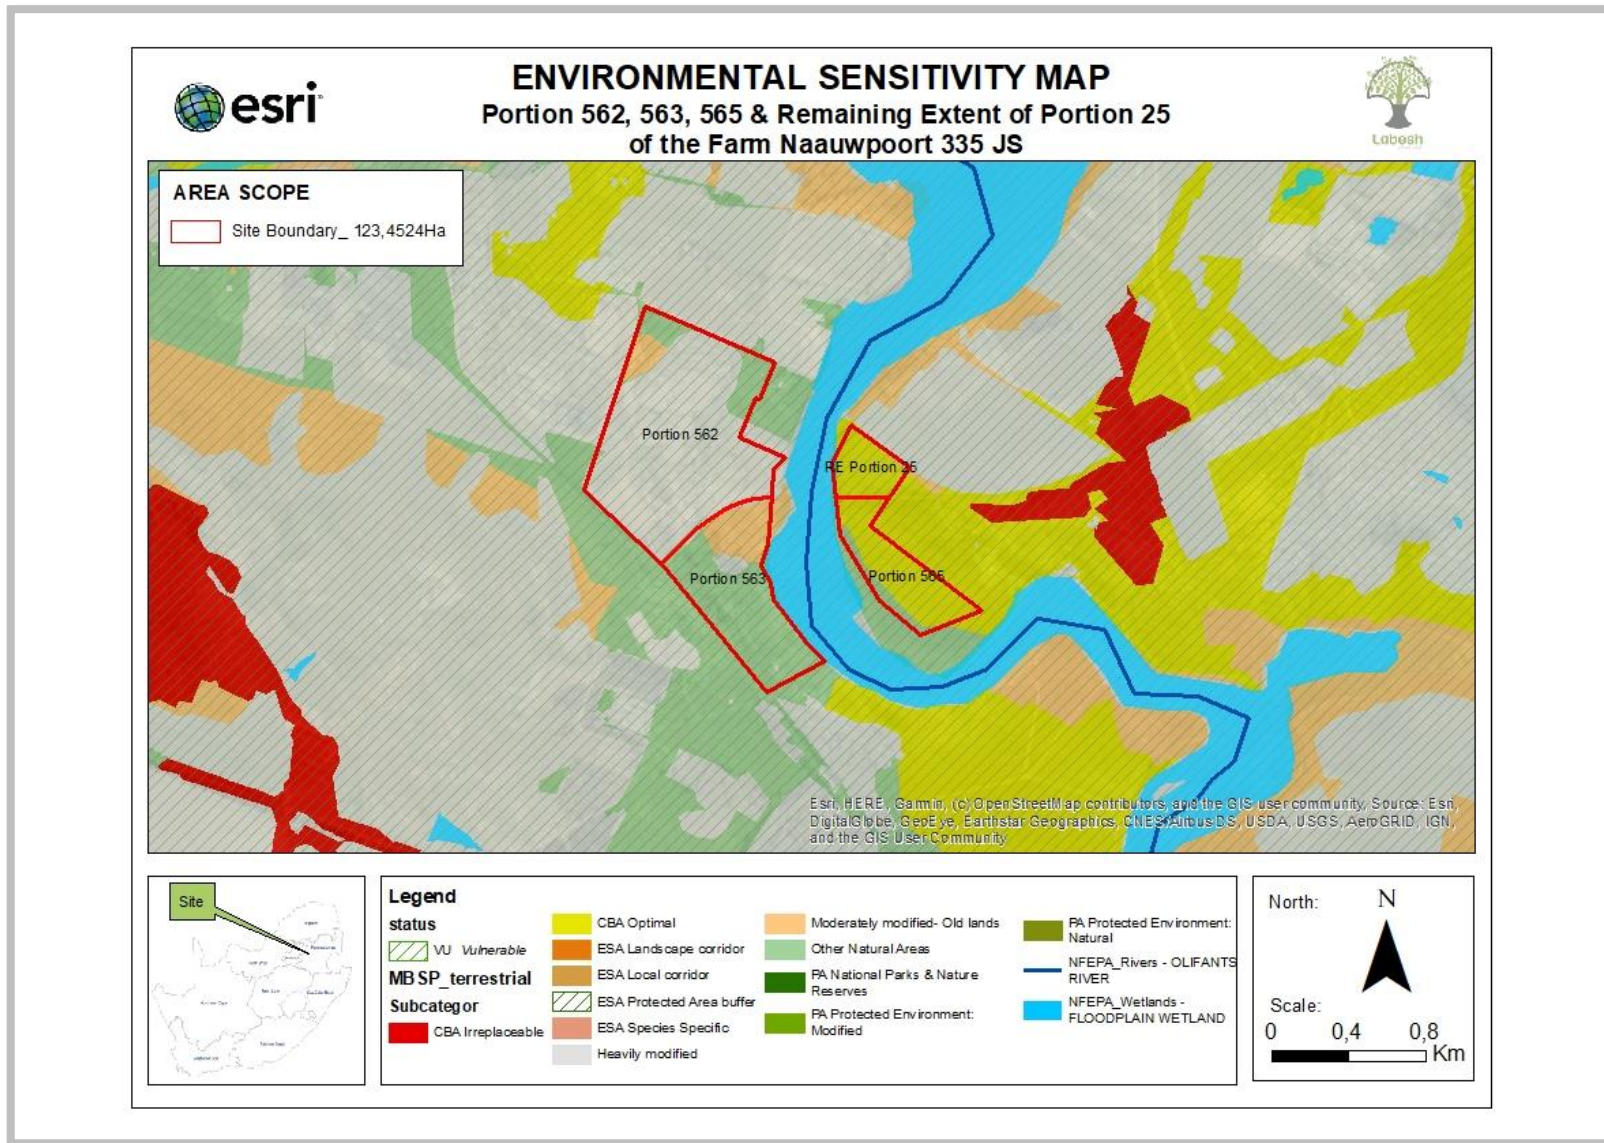 esri
ENVIRONMENTAL SENSITIVITY MAP
Portion 562, 563, 565 & Remaining Extent of Portion 25
of the Farm Naauwpoort 335 JS
Labesh
AREA SCOPE
Site Boundary_ 123,4524Ha
Portion 562
RE Portion 25
Portion 563
Portion 565
Esri, HERE, Garmin, (c) OpenStreetMap contributors, and the GIS user community, Source: Esri,
DigitalGlobe, GeoEye, Earthstar Geographics, CNES/Airbus DS, USDA, USGS, AeroGRID, IGN,
and the GIS User Community
Site
Legend
status
VU Vulnerable
MBSP_terrestrial
Subcategor
CBA Irreplaceable
CBA Optimal
ESA Landscape corridor
ESA Local corridor
ESA Protected Area buffer
ESA Species Specific
Heavily modified
Moderately modified- Old lands
Other Natural Areas
PA National Parks & Nature
Reserves
PA Protected Environment:
Modified
PA Protected Environment:
Natural
NFEPA_Rivers - OLIFANTS
RIVER
NFEPA_Wetlands -
FLOODPLAIN WETLAND
North:
N
Scale:
0 0,4 0,8
Km